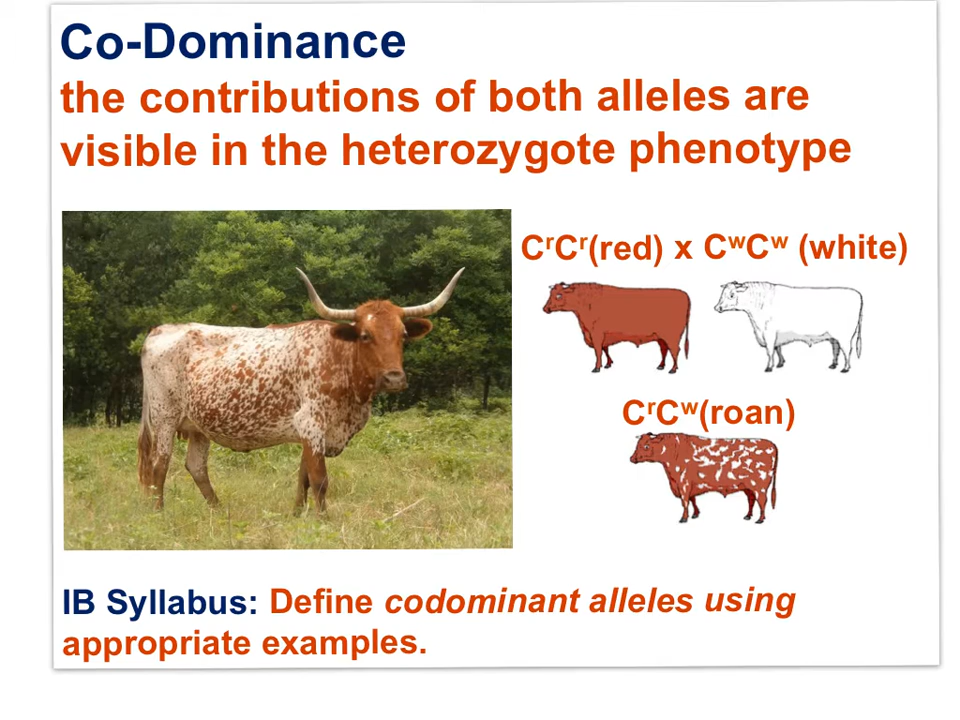 Co-Dominance
the contributions of both alleles are
visible in the heterozygote phenotype
CʳCʳ(red) x CʷCʷ (white)
CʳCʷ(roan)
IB Syllabus: Define codominant alleles using
appropriate examples.